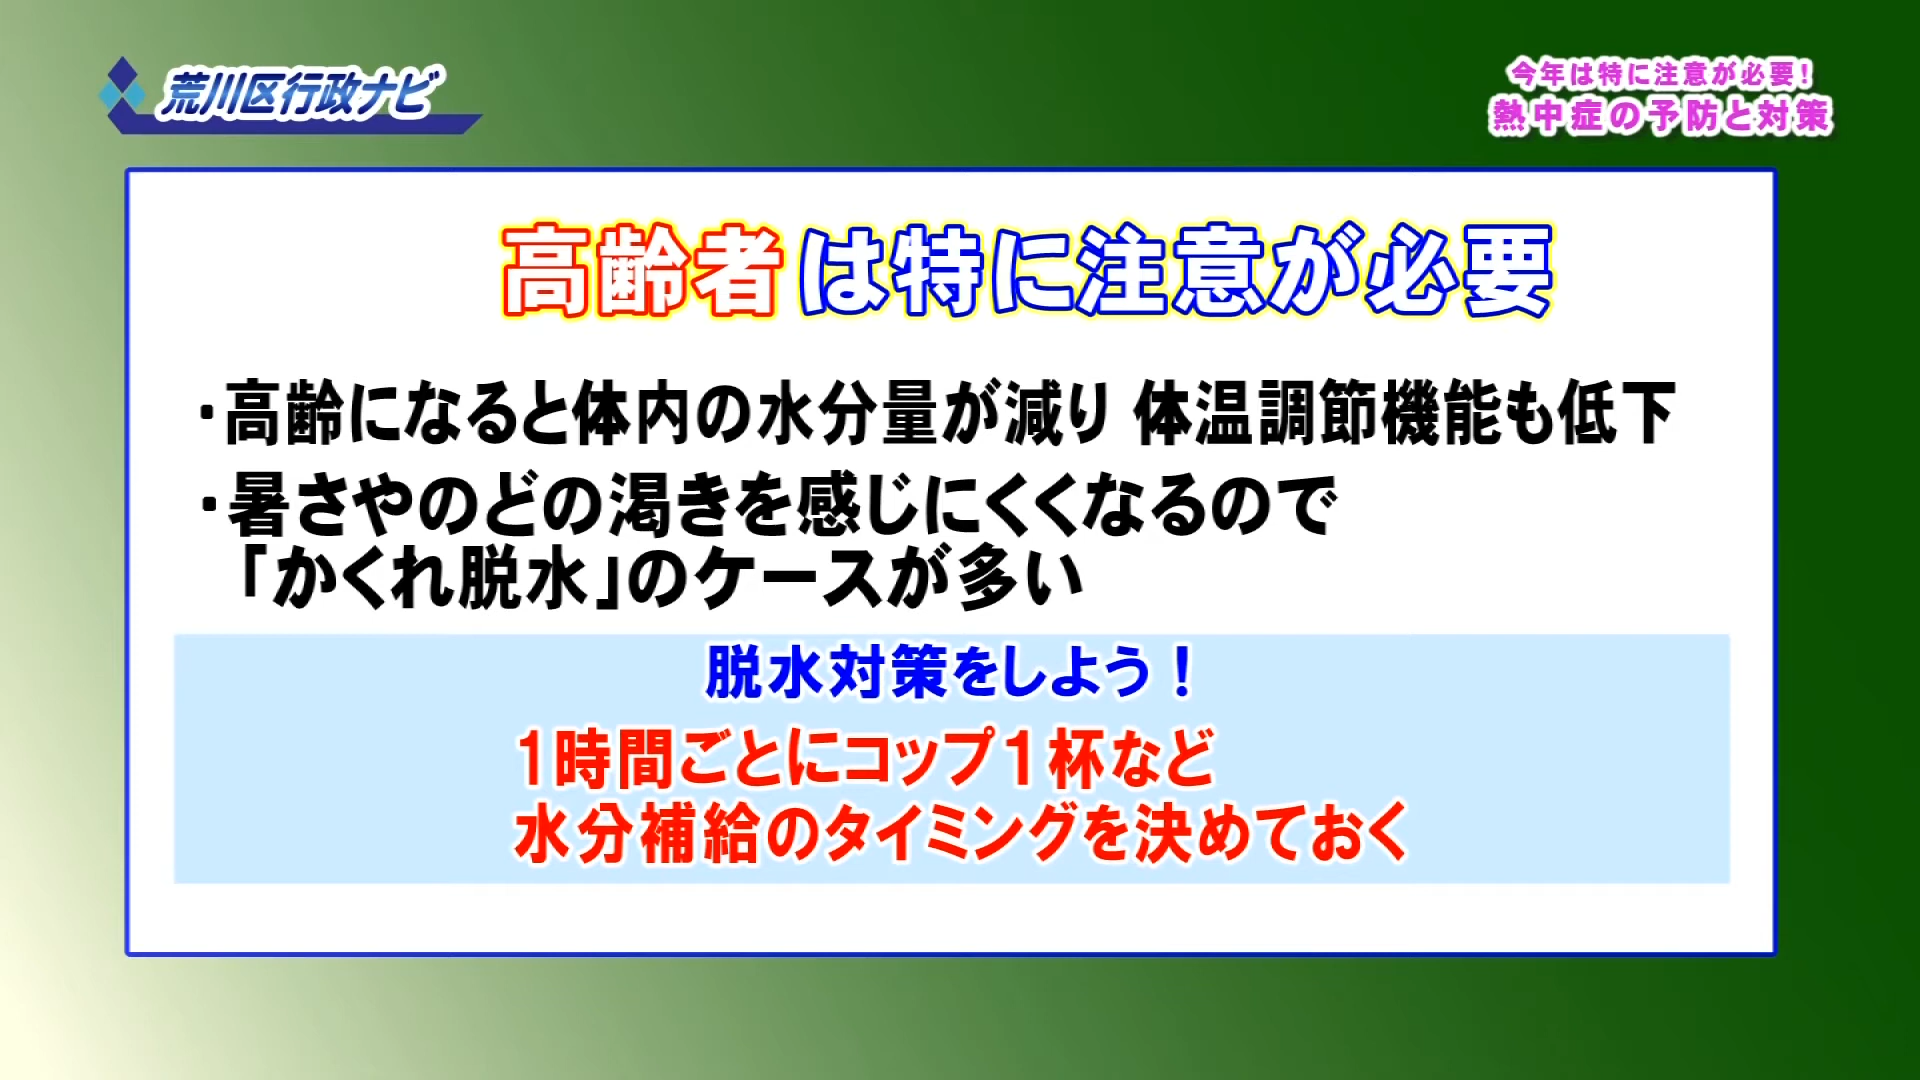 荒川区行政ナビ
今年は特に注意が必要!
熱中症の予防と対策
高齢者は特に注意が必要
・高齢になると体内の水分量が減り 体温調節機能も低下
・暑さやのどの渇きを感じにくくなるので
「かくれ脱水」のケースが多い
脱水対策をしよう！
1時間ごとにコップ１杯など
水分補給のタイミングを決めておく